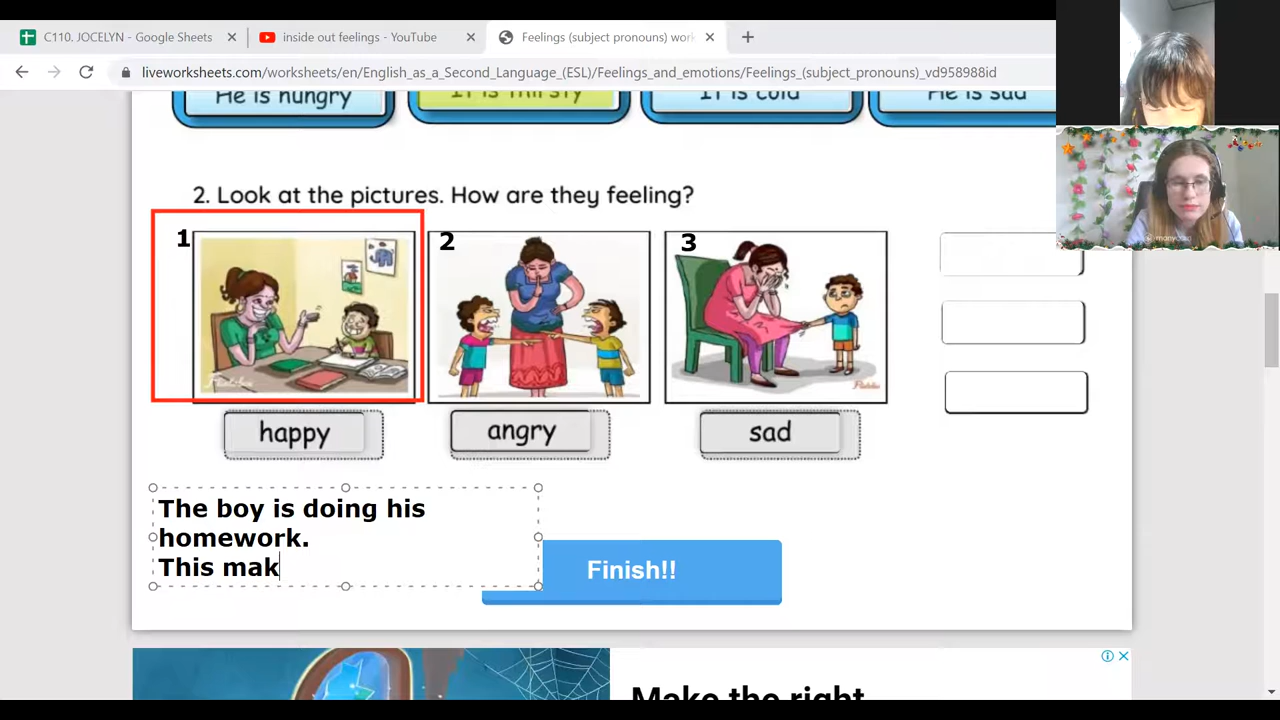 C110. JOCELYN - Google Sheets
inside out feelings - YouTube
Feelings (subject pronouns) wor
liveworksheets.com/worksheets/en/English_as_a_Second_Language_(ESL)/Feelings_and_emotions/Feelings_(subject_pronouns)_vd958988id
He is hungry
It is thirsty
It is cold
He is sad
2. Look at the pictures. How are they feeling?
1
2
3
happy
angry
sad
The boy is doing his
homework.
This mak
Finish!!
Make the right